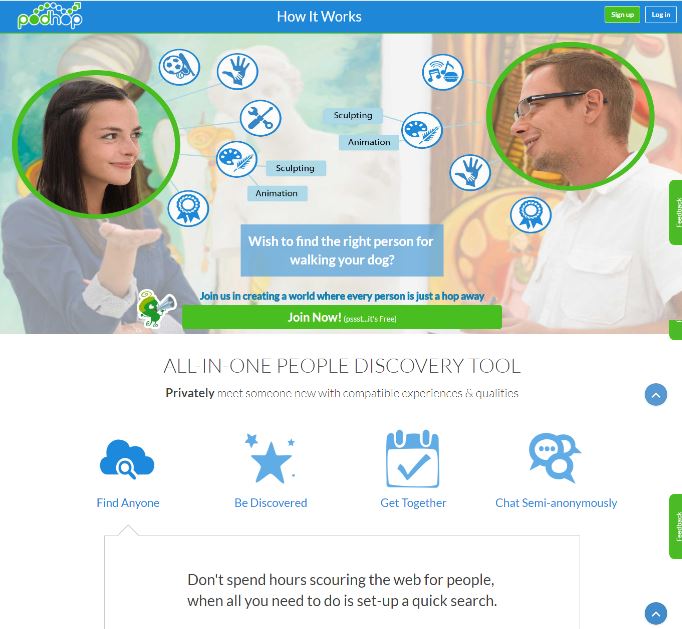 podhop
How It Works
Sign up
Log in
Sculpting
Animation
Sculpting
Animation
Feedback
Wish to find the right person for
walking your dog?
Join us in creating a world where every person is just a hop away
Join Now! (pssst...it's Free)
ALL-IN-ONE PEOPLE DISCOVERY TOOL
Privately meet someone new with compatible experiences & qualities
Find Anyone
Be Discovered
Get Together
Chat Semi-anonymously
Feedback
Don't spend hours scouring the web for people,
when all you need to do is set-up a quick search.